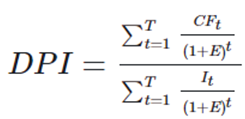 DPI = \frac{\sum_{t=1}^{T} \frac{CF_t}{(1+E)^t}}{\sum_{t=1}^{T} \frac{I_t}{(1+E)^t}}